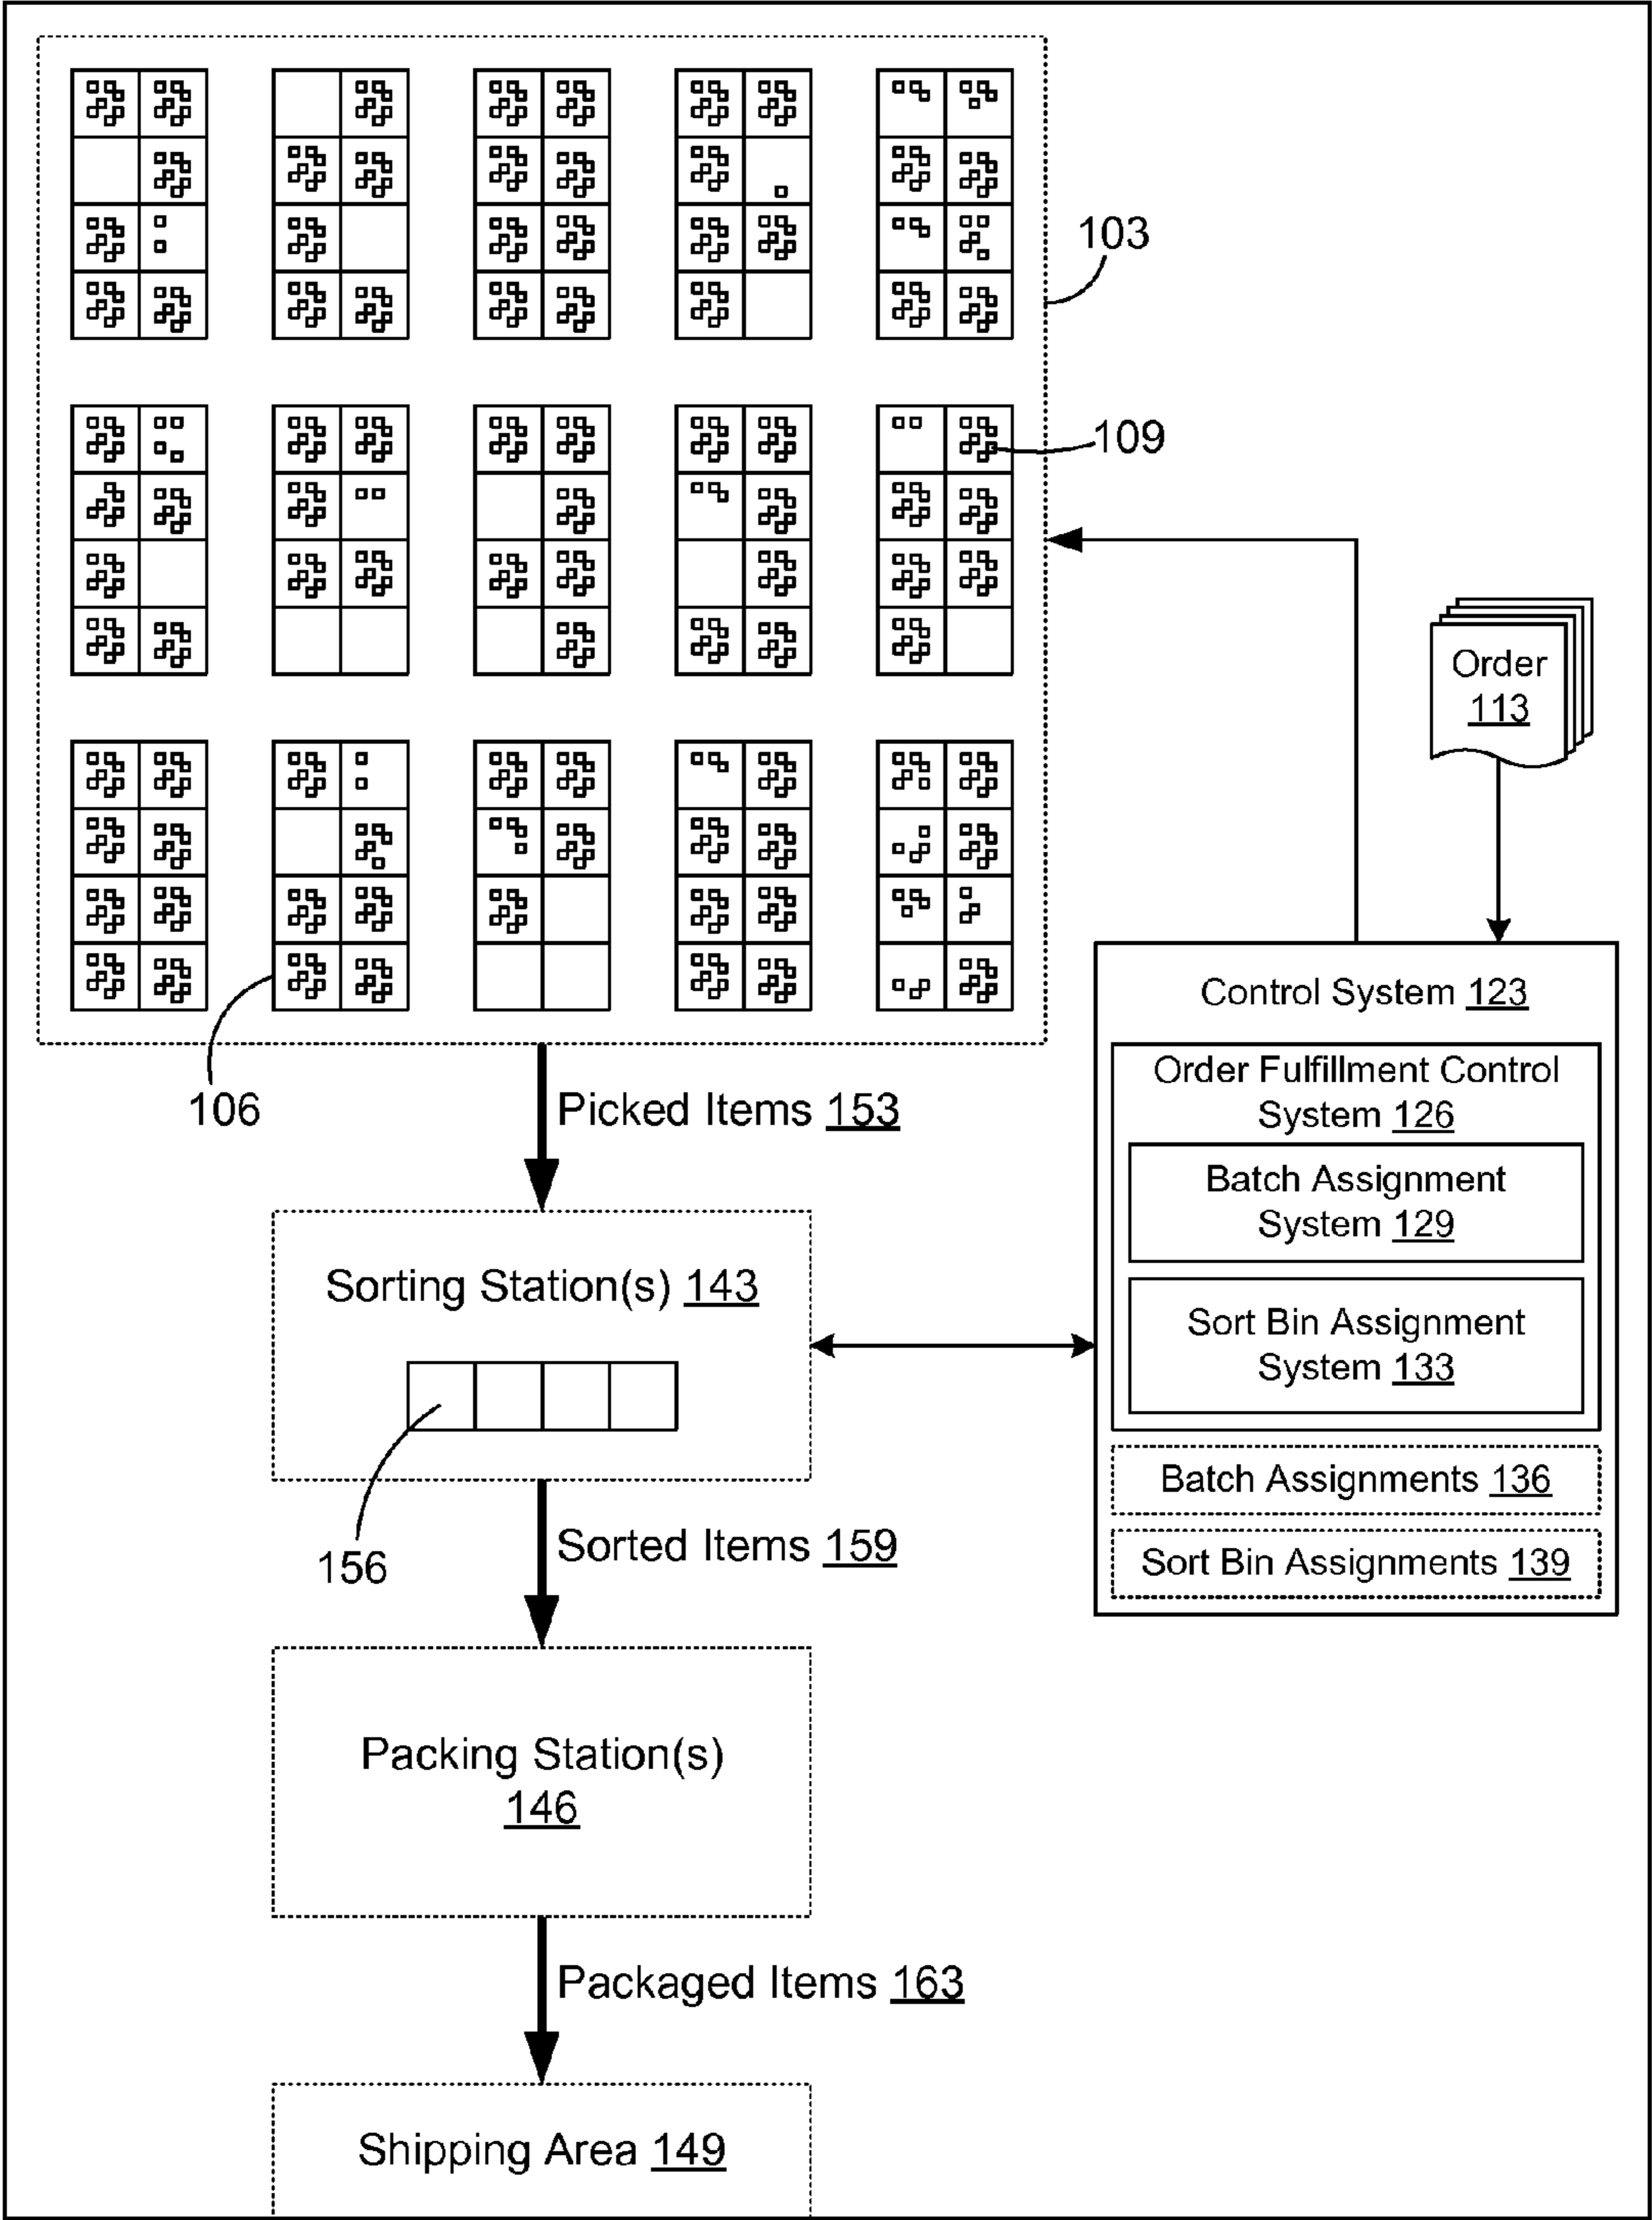 103
109
Order
113
106
Picked Items 153
Control System 123
Order Fulfillment Control
System 126
Batch Assignment
System 129
Sorting Station(s) 143
Sort Bin Assignment
System 133
Batch Assignments 136
Sorted Items 159
156
Sort Bin Assignments 139
Packing Station(s)
146
Packaged Items 163
Shipping Area 149